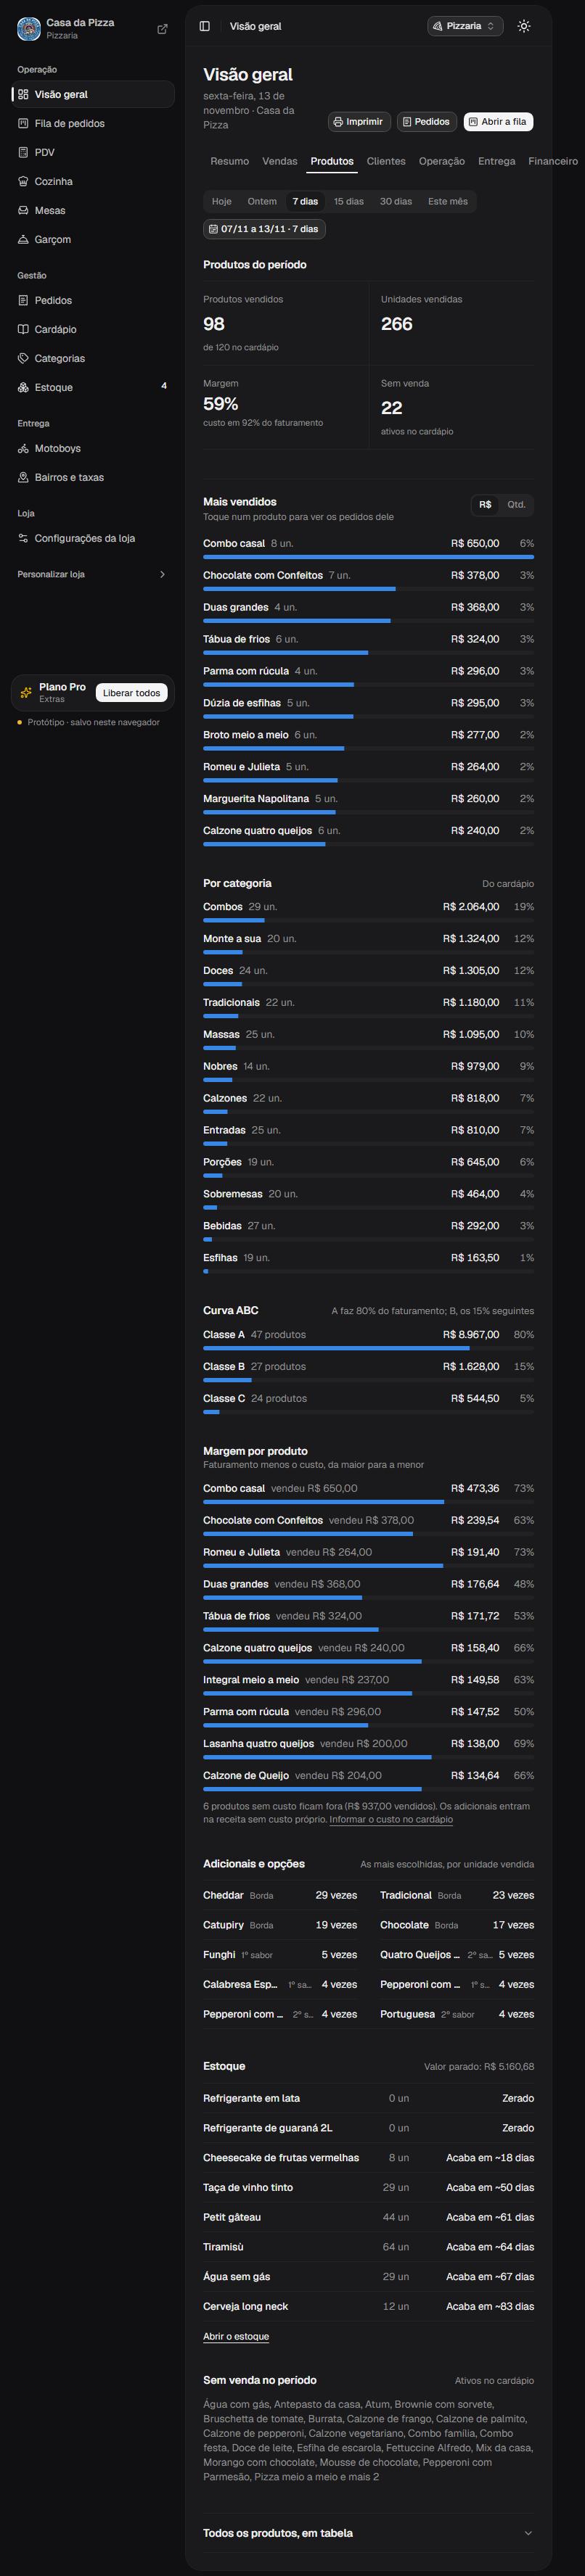 Casa da Pizza
Pizzaria
Operação
Visão geral
Fila de pedidos
PDV
Cozinha
Mesas
Garçom
Gestão
Pedidos
Cardápio
Categorias
Estoque 4
Entrega
Motoboys
Bairros e taxas
Loja
Configurações da loja
Personalizar loja
Plano Pro
Extras
Liberar todos
Protótipo · salvo neste navegador
Visão geral
Pizzaria
Visão geral
sexta-feira, 13 de
novembro · Casa da
Pizza
Imprimir Pedidos Abrir a fila
Resumo Vendas Produtos Clientes Operação Entrega Financeiro
Hoje Ontem 7 dias 15 dias 30 dias Este mês
07/11 a 13/11 · 7 dias
Produtos do período
Produtos vendidos
98
de 120 no cardápio
Unidades vendidas
266
Margem
59%
custo em 92% do faturamento
Sem venda
22
ativos no cardápio
Mais vendidos
Toque num produto para ver os pedidos dele
R$ Qtd.
Combo casal 8 un. R$ 650,00 6%
Chocolate com Confeitos 7 un. R$ 378,00 3%
Duas grandes 4 un. R$ 368,00 3%
Tábua de frios 6 un. R$ 324,00 3%
Parma com rúcula 4 un. R$ 296,00 3%
Dúzia de esfihas 5 un. R$ 295,00 3%
Broto meio a meio 6 un. R$ 277,00 2%
Romeu e Julieta 5 un. R$ 264,00 2%
Marguerita Napolitana 5 un. R$ 260,00 2%
Calzone quatro queijos 6 un. R$ 240,00 2%
Por categoria Do cardápio
Combos 29 un. R$ 2.064,00 19%
Monte a sua 20 un. R$ 1.324,00 12%
Doces 24 un. R$ 1.305,00 12%
Tradicionais 22 un. R$ 1.180,00 11%
Massas 25 un. R$ 1.095,00 10%
Nobres 14 un. R$ 979,00 9%
Calzones 22 un. R$ 818,00 7%
Entradas 25 un. R$ 810,00 7%
Porções 19 un. R$ 645,00 6%
Sobremesas 20 un. R$ 464,00 4%
Bebidas 27 un. R$ 292,00 3%
Esfihas 19 un. R$ 163,50 1%
Curva ABC A faz 80% do faturamento; B, os 15% seguintes
Classe A 47 produtos R$ 8.967,00 80%
Classe B 27 produtos R$ 1.628,00 15%
Classe C 24 produtos R$ 544,50 5%
Margem por produto
Faturamento menos o custo, da maior para a menor
Combo casal vendeu R$ 650,00 R$ 473,36 73%
Chocolate com Confeitos vendeu R$ 378,00 R$ 239,54 63%
Romeu e Julieta vendeu R$ 264,00 R$ 191,40 73%
Duas grandes vendeu R$ 368,00 R$ 176,64 48%
Tábua de frios vendeu R$ 324,00 R$ 171,72 53%
Calzone quatro queijos vendeu R$ 240,00 R$ 158,40 66%
Integral meio a meio vendeu R$ 237,00 R$ 149,58 63%
Parma com rúcula vendeu R$ 296,00 R$ 147,52 50%
Lasanha quatro queijos vendeu R$ 200,00 R$ 138,00 69%
Calzone de Queijo vendeu R$ 204,00 R$ 134,64 66%
6 produtos sem custo ficam fora (R$ 937,00 vendidos). Os adicionais entram
na receita sem custo próprio. Informar o custo no cardápio
Adicionais e opções As mais escolhidas, por unidade vendida
Cheddar Borda 29 vezes Tradicional Borda 23 vezes
Catupiry Borda 19 vezes Chocolate Borda 17 vezes
Funghi 1º sabor 5 vezes Quatro Queijos ... 2º sa... 5 vezes
Calabresa Esp... 1º sa... 4 vezes Pepperoni com ... 1º s... 4 vezes
Pepperoni com ... 2º s... 4 vezes Portuguesa 2º sabor 4 vezes
Estoque Valor parado: R$ 5.160,68
Refrigerante em lata 0 un Zerado
Refrigerante de guaraná 2L 0 un Zerado
Cheesecake de frutas vermelhas 8 un Acaba em ~18 dias
Taça de vinho tinto 29 un Acaba em ~50 dias
Petit gâteau 44 un Acaba em ~61 dias
Tiramisù 64 un Acaba em ~64 dias
Água sem gás 29 un Acaba em ~67 dias
Cerveja long neck 12 un Acaba em ~83 dias
Abrir o estoque
Sem venda no período Ativos no cardápio
Água com gás, Antepasto da casa, Atum, Brownie com sorvete,
Bruschetta de tomate, Burrata, Calzone de frango, Calzone de palmito,
Calzone de pepperoni, Calzone vegetariano, Combo família, Combo
festa, Doce de leite, Esfiha de escarola, Fettuccine Alfredo, Mix da casa,
Morango com chocolate, Mousse de chocolate, Pepperoni com
Parmesão, Pizza meio a meio e mais 2
Todos os produtos, em tabela